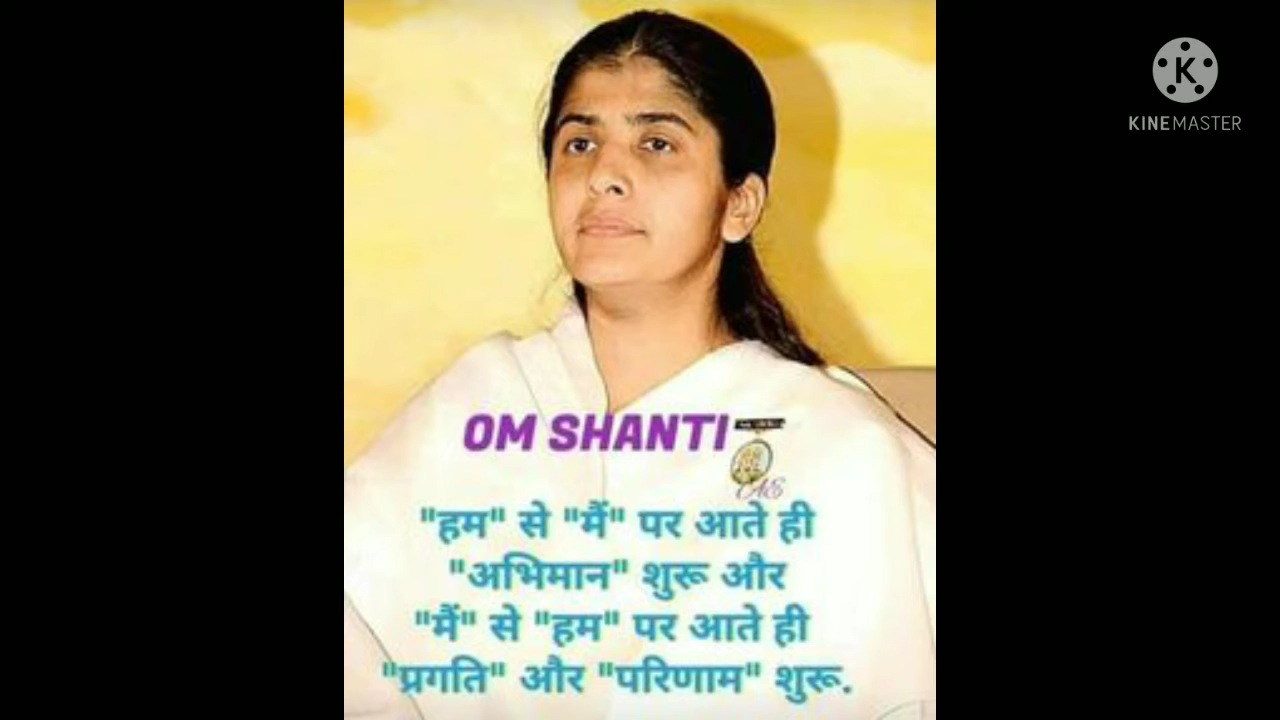 KINEMASTER
OM SHANTI
"हम" से "मैं" पर आते ही
"अभिमान" शुरू और
"मैं" से "हम" पर आते ही
"प्रगति" और "परिणाम" शुरू.